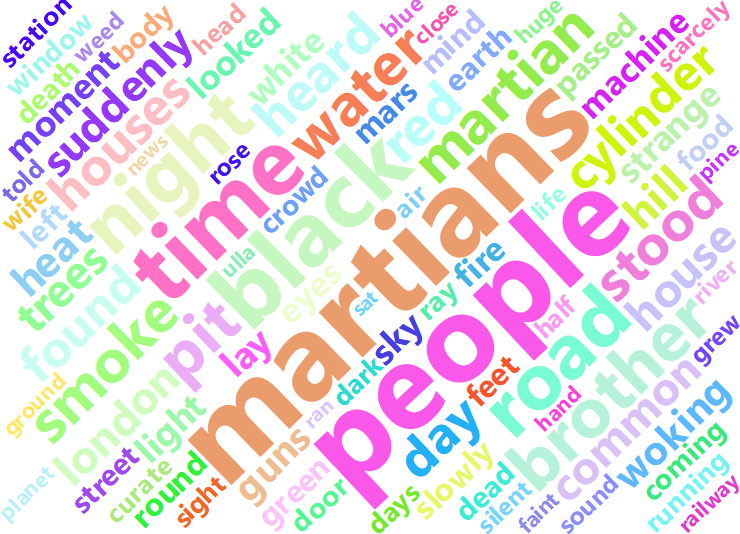 station
window
weed
body
head
blue
close
mind
huge
scarcely
death
moment
suddenly
looked
white
heard
earth
passed
machine
told
houses
news
night
rose
water
mars
red
martian
cylinder
strange
food
pine
wife
left
heat
trees
time
crowd
black
air
martians
life
hill
stood
found
ulla
eyes
sat
ray
fire
people
house
river
smoke
pit
lay
sky
dark
half
road
brother
grew
ground
london
light
ran
feet
day
hand
common
woking
planet
street
curate
round
sight
guns
green
door
days
slowly
dead
silent
faint
sound
coming
running
railway